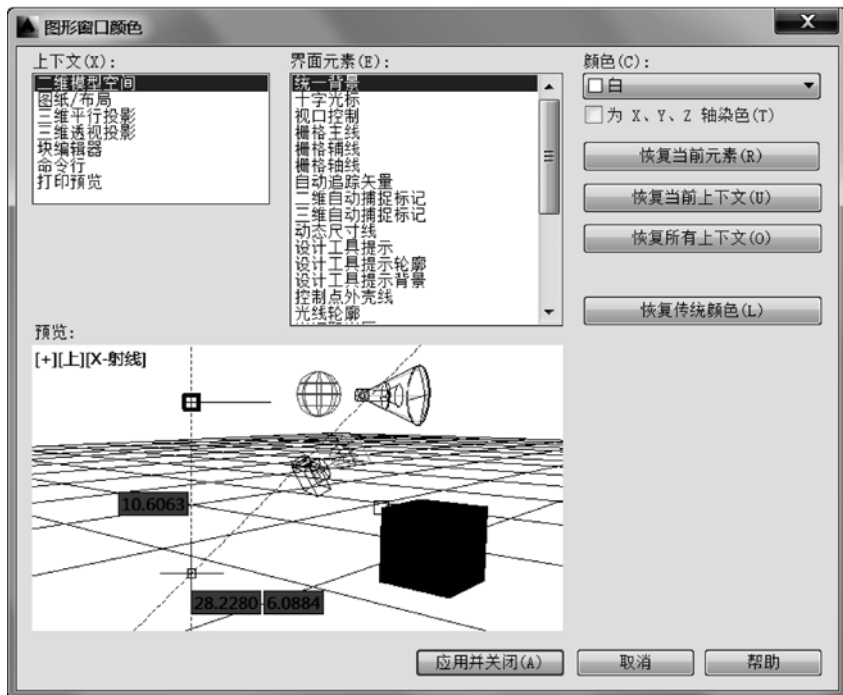 图形窗口颜色
上下文(X):
二维模型空间
图纸/布局
三维平行投影
三维透视投影
块编辑器
命令行
打印预览
界面元素(E):
统一背景
十字光标
视口控制
栅格主线
栅格辅线
栅格轴线
自动追踪矢量
二维自动捕捉标记
三维自动捕捉标记
动态尺寸线
设计工具提示
设计工具提示轮廓
设计工具提示背景
控制点外壳线
光线轮廓
颜色(C):
白
为 X、Y、Z 轴染色(T)
恢复当前元素(R)
恢复当前上下文(U)
恢复所有上下文(O)
恢复传统颜色(L)
预览:
[+][上][X-射线]
10.6063
28.2280 6.0884
应用并关闭(A)
取消
帮助